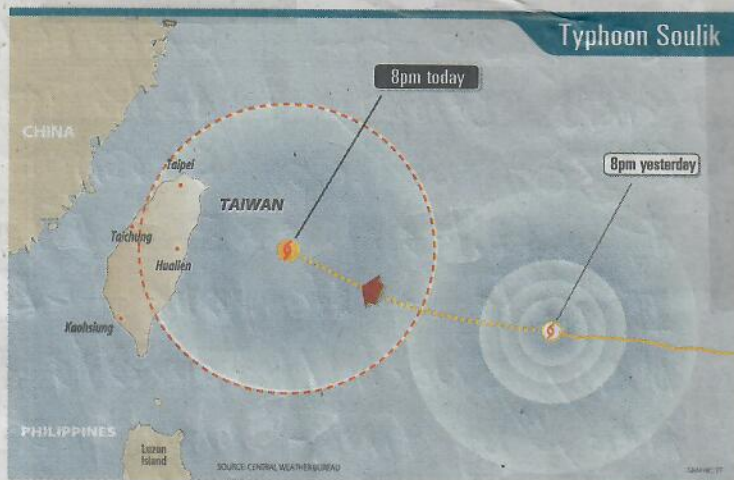 Typhoon Soulik
8pm today
CHINA
8pm yesterday
Taipei
TAIWAN
Taichung
Hualien
Kaohsiung
PHILIPPINES
Luzon
Island
SOURCE: CENTRAL WEATHER BUREAU